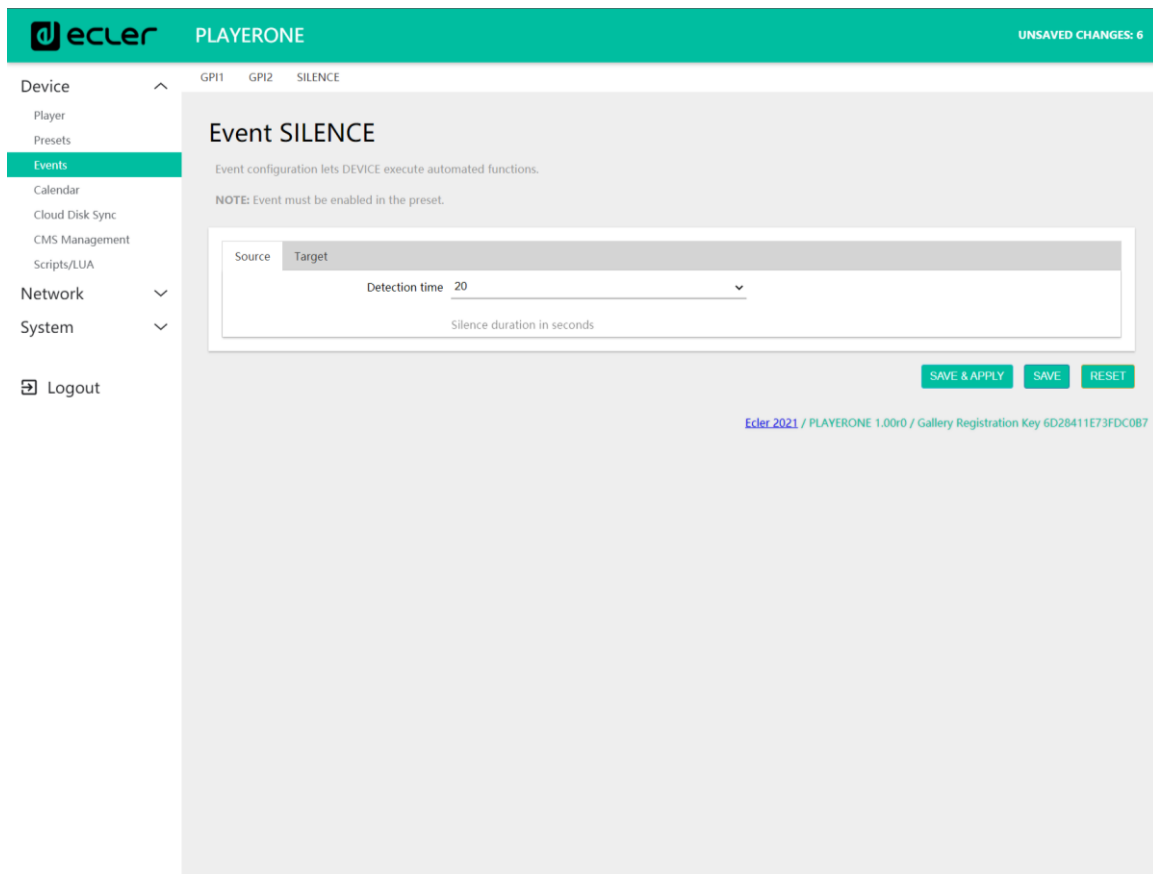 ecler
PLAYERONE
UNSAVED CHANGES: 6
Device
Player
Presets
Events
Calendar
Cloud Disk Sync
CMS Management
Scripts/LUA
Network
System
Logout
GPI1 GPI2 SILENCE
Event SILENCE
Event configuration lets DEVICE execute automated functions.
NOTE: Event must be enabled in the preset.
Source Target
Detection time 20
Silence duration in seconds
SAVE & APPLY SAVE RESET
Ecler 2021 / PLAYERONE 1.00r0 / Gallery Registration Key 6D28411E73FDC0B7